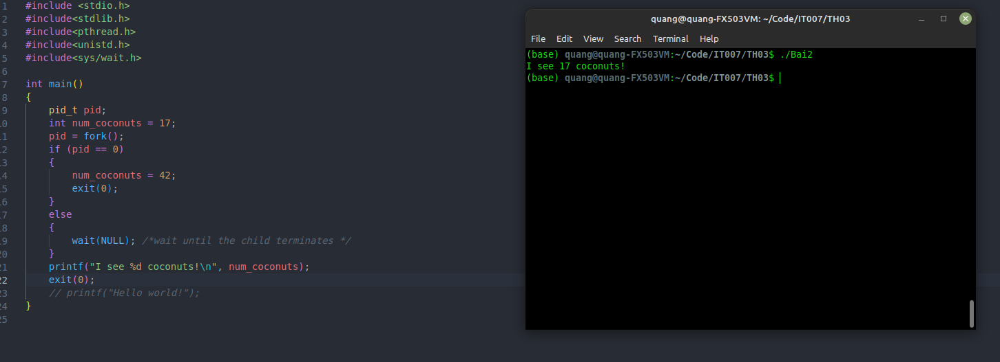 1 #include <stdio.h>
2 #include<stdlib.h>
3 #include<pthread.h>
4 #include<unistd.h>
5 #include<sys/wait.h>
6
7 int main()
8 {
9 pid_t pid;
10 int num_coconuts = 17;
11 pid = fork();
12 if (pid == 0)
13 {
14 num_coconuts = 42;
15 exit(0);
16 }
17 else
18 {
19 wait(NULL); /*wait until the child terminates */
20 }
21 printf("I see %d coconuts!\n", num_coconuts);
22 exit(0);
23 // printf("Hello world!");
24 }
25
quang@quang-FX503VM: ~/Code/IT007/TH03
File Edit View Search Terminal Help
(base) quang@quang-FX503VM:~/Code/IT007/TH03$ ./Bai2
I see 17 coconuts!
(base) quang@quang-FX503VM:~/Code/IT007/TH03$